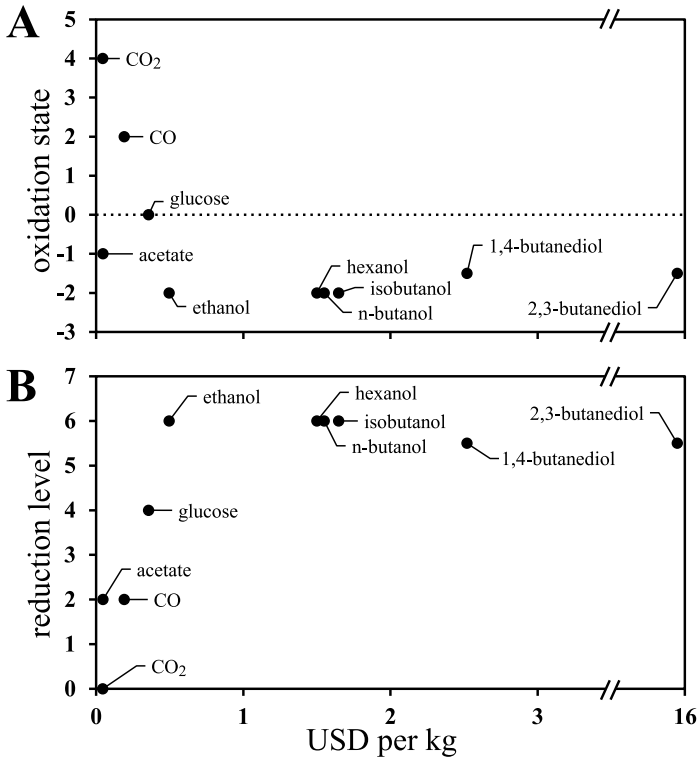 A
oxidation state
5
4
3
2
1
0
-1
-2
-3
CO₂
CO
glucose
acetate
ethanol
hexanol
isobutanol
n-butanol
1,4-butanediol
2,3-butanediol
B
reduction level
7
6
5
4
3
2
1
0
ethanol
hexanol
isobutanol
n-butanol
2,3-butanediol
1,4-butanediol
glucose
acetate
CO
CO₂
0 1 2 3 16
USD per kg